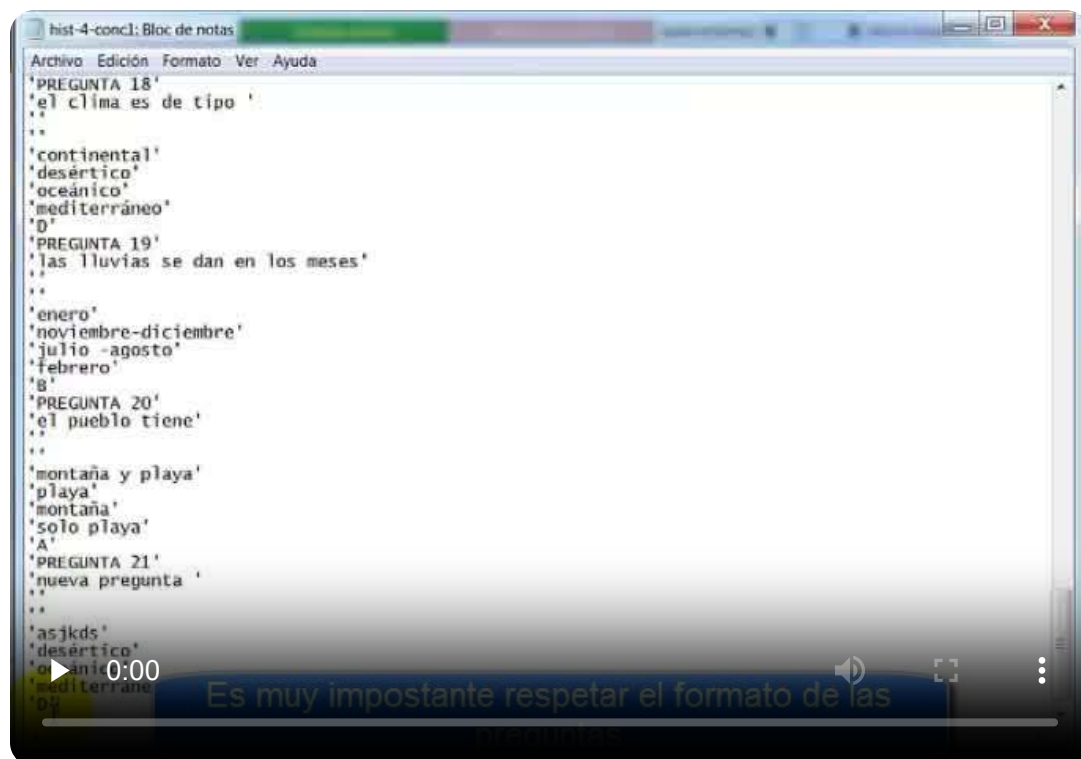 hist-4-conc1: Bloc de notas
Archivo Edición Formato Ver Ayuda
'PREGUNTA 18'
'el clima es de tipo '
''
''
'continental'
'desértico'
'oceánico'
'mediterráneo'
'D'
'PREGUNTA 19'
'las lluvias se dan en los meses'
''
''
'enero'
'noviembre-diciembre'
'julio -agosto'
'febrero'
'B'
'PREGUNTA 20'
'el pueblo tiene'
''
''
'montaña y playa'
'playa'
'montaña'
'solo playa'
'A'
'PREGUNTA 21'
'nueva pregunta '
''
''
'asjkds'
'desértico'
0:00
'mediterráne
'D'
Es muy impostante respetar el formato de las
preguntas